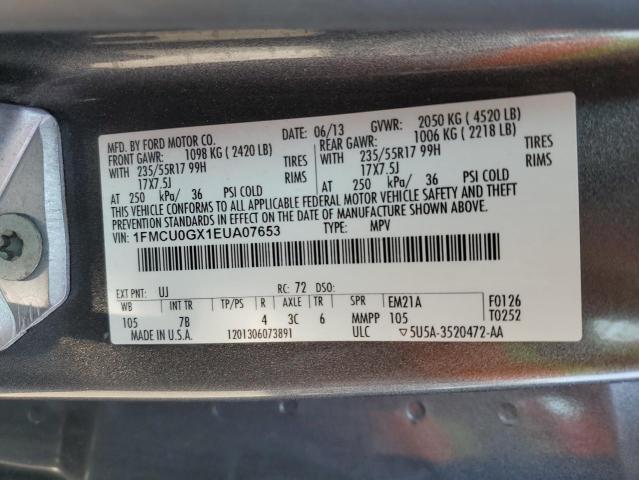 MFD. BY FORD MOTOR CO. DATE: 06/13 GVWR: 2050 KG ( 4520 LB)
FRONT GAWR: 1098 KG ( 2420 LB) REAR GAWR: 1006 KG ( 2218 LB)
WITH 235/55R17 99H TIRES WITH 235/55R17 99H TIRES
17X7.5J RIMS 17X7.5J RIMS
AT 250 kPa/ 36 PSI COLD AT 250 kPa/ 36 PSI COLD
THIS VEHICLE CONFORMS TO ALL APPLICABLE FEDERAL MOTOR VEHICLE SAFETY AND THEFT
PREVENTION STANDARDS IN EFFECT ON THE DATE OF MANUFACTURE SHOWN ABOVE.
VIN: 1FMCU0GX1EUA07653 TYPE: MPV
EXT PNT: UJ RC: 72 DSO:
WB INT TR TP/PS R AXLE TR SPR EM21A F0126
105 7B 4 3C 6 MMPP 105 T0252
MADE IN U.S.A. 1201306073891 ULC ▽5U5A-3520472-AA